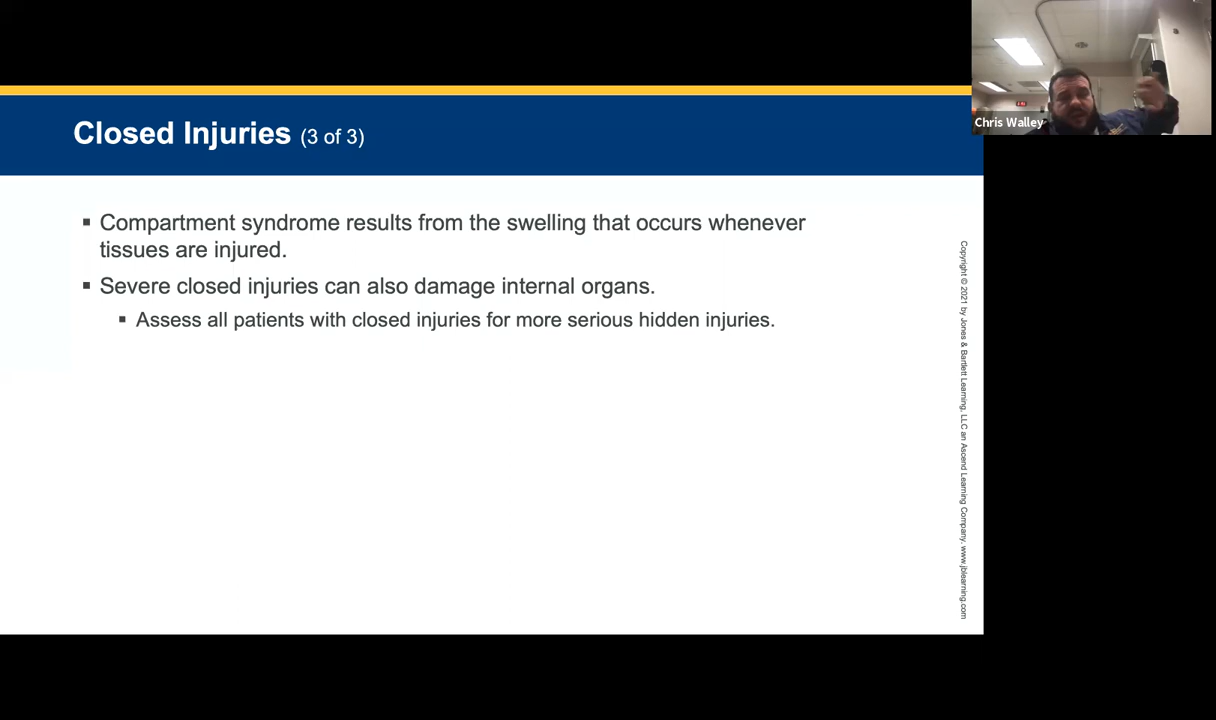 Closed Injuries (3 of 3)
▪ Compartment syndrome results from the swelling that occurs whenever
tissues are injured.
▪ Severe closed injuries can also damage internal organs.
▪ Assess all patients with closed injuries for more serious hidden injuries.
Copyright © 2021 by Jones & Bartlett Learning, LLC an Ascend Learning Company. www.jblearning.com
Chris Walley